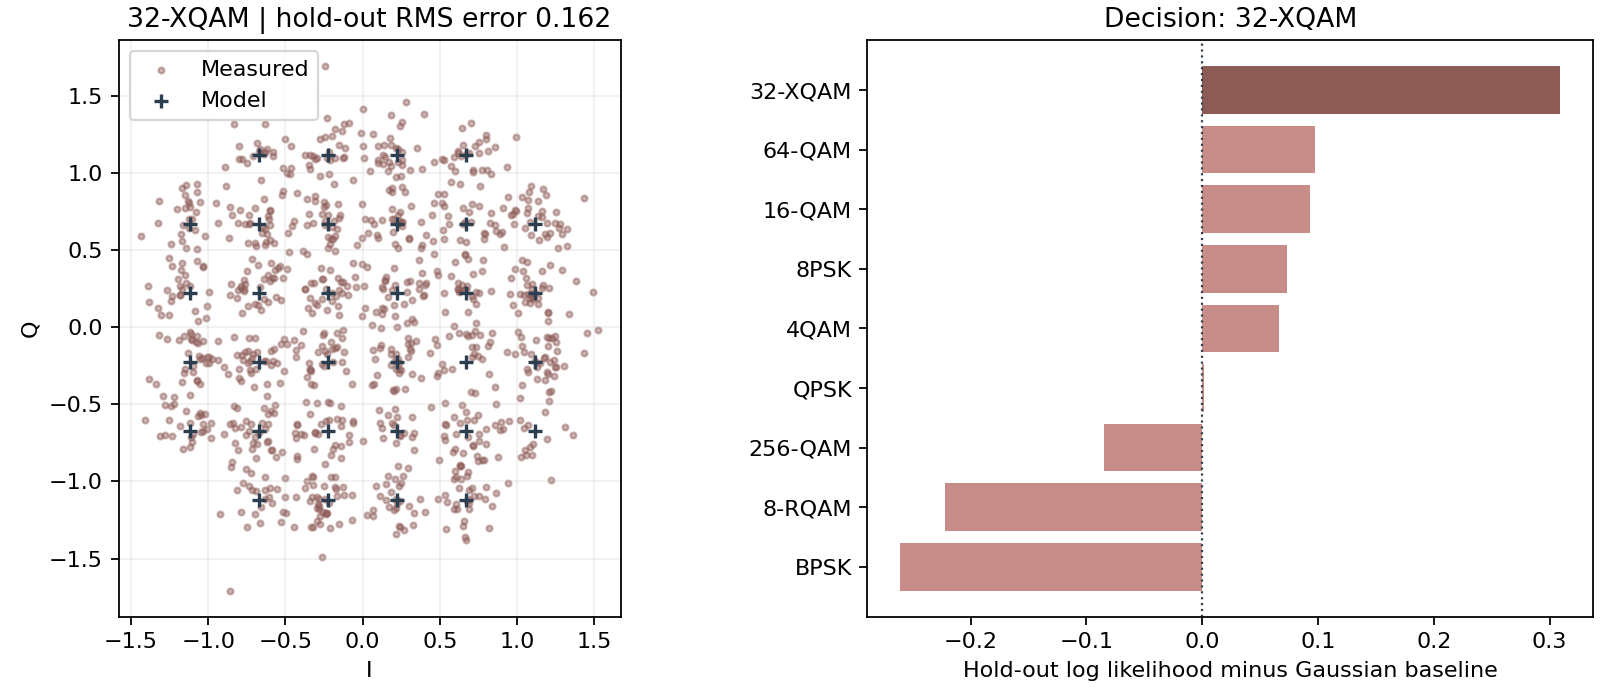 32-XQAM | hold-out RMS error 0.162
Measured
Model
1.5
1.0
0.5
0.0
−0.5
−1.0
−1.5
Q
−1.5 −1.0 −0.5 0.0 0.5 1.0 1.5
I
Decision: 32-XQAM
32-XQAM
64-QAM
16-QAM
8PSK
4QAM
QPSK
256-QAM
8-RQAM
BPSK
−0.2 −0.1 0.0 0.1 0.2 0.3
Hold-out log likelihood minus Gaussian baseline